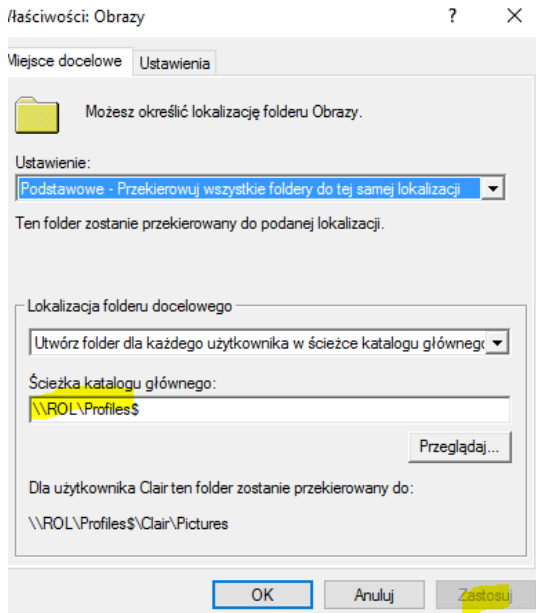 Właściwości: Obrazy ? ×
Miejsce docelowe Ustawienia
Możesz określić lokalizację folderu Obrazy.
Ustawienie:
Podstawowe - Przekierowuj wszystkie foldery do tej samej lokalizacji
Ten folder zostanie przekierowany do podanej lokalizacji.
Lokalizacja folderu docelowego
Utwórz folder dla każdego użytkownika w ścieżce katalogu główneg
Ścieżka katalogu głównego:
\\ROL\Profiles$
Przeglądaj...
Dla użytkownika Clair ten folder zostanie przekierowany do:
\\ROL\Profiles$\Clair\Pictures
OK Anuluj Zastosuj